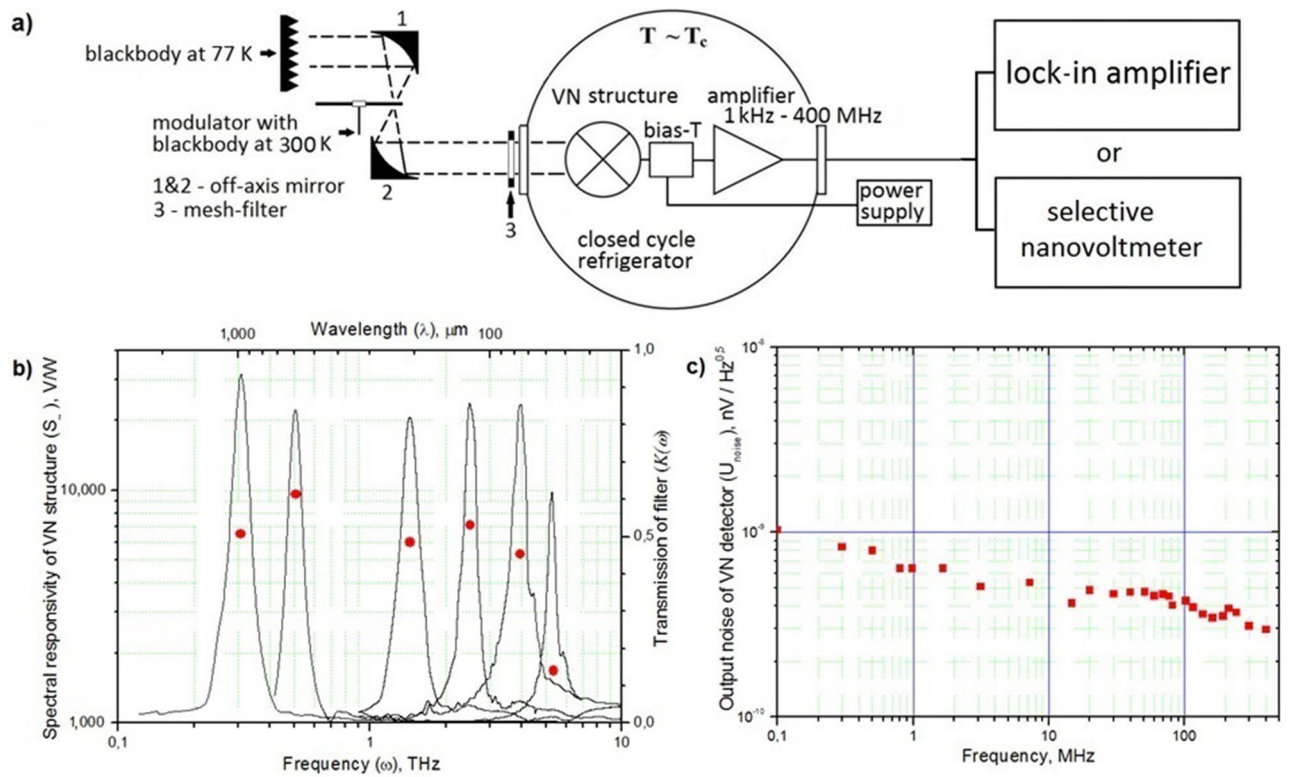 a)
blackbody at 77 K
1
modulator with
blackbody at 300 K
1&2 - off-axis mirror
3 - mesh-filter
2
3
T ~ Tc
VN structure
amplifier
1kHz - 400 MHz
bias-T
closed cycle
refrigerator
power
supply
lock-in amplifier
or
selective
nanovoltmeter
b)
Wavelength (λ), µm
1,000
100
Spectral responsivity of VN structure (S_ ), V/W
10,000
1,000
Transmission of filter (K(ω)
1,0
0,5
0,0
0,1
1
10
Frequency (ω), THz
c)
Output noise of VN detector (Unoise), nV / Hz^0.5
10^-8
10^-9
10^-10
0,1
1
10
100
Frequency, MHz